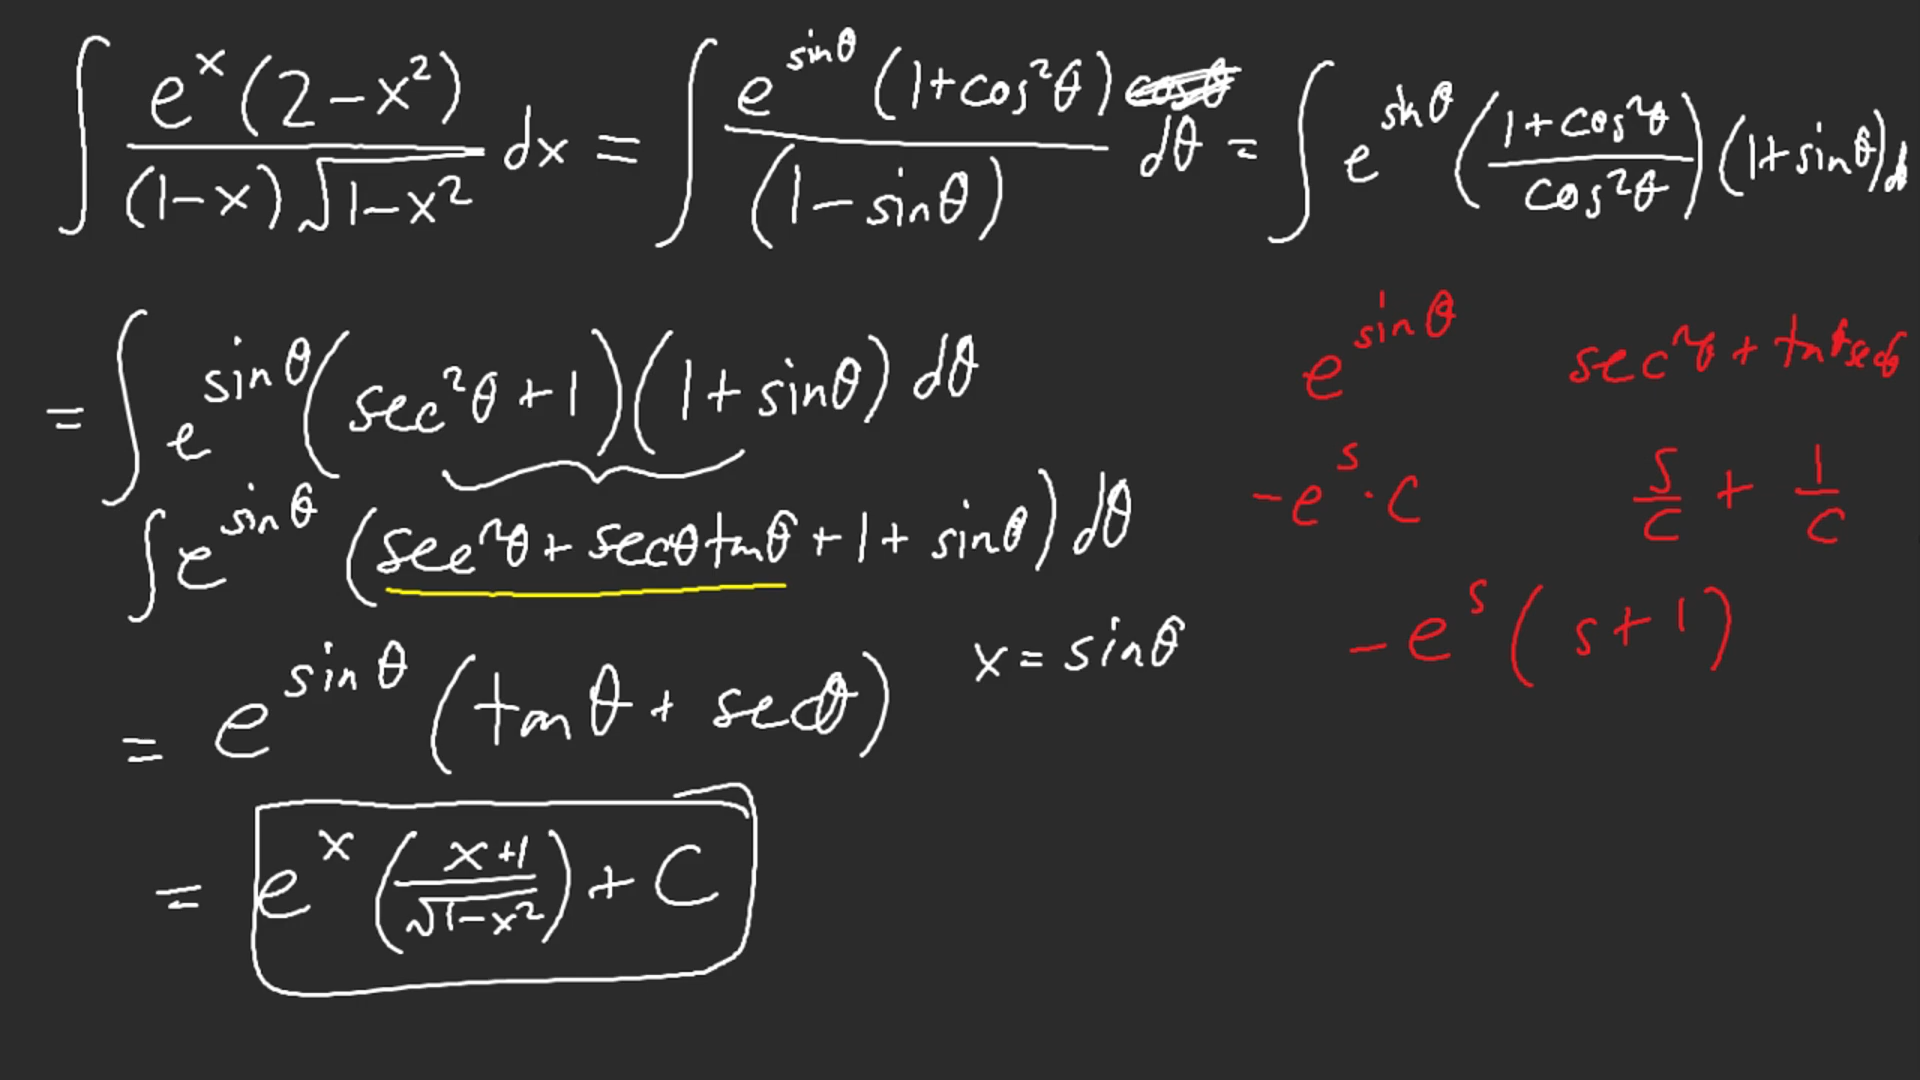 ∫ e^x (2-x²) / ((1-x)√(1-x²)) dx = ∫ e^{sinθ} (1+cos²θ) / (1-sinθ) dθ = ∫ e^{sinθ} ((1+cos²θ)/cos²θ) (1+sinθ) d
= ∫ e^{sinθ} (sec²θ+1)(1+sinθ) dθ
∫ e^{sinθ} (sec²θ + secθ tanθ + 1 + sinθ) dθ
= e^{sinθ} (tanθ + secθ) x = sinθ
= e^x ((x+1)/√(1-x²)) + C
e^{sinθ} sec²θ + tnθ secθ
-e^s · c s/c + 1/c
-e^s (s+1)